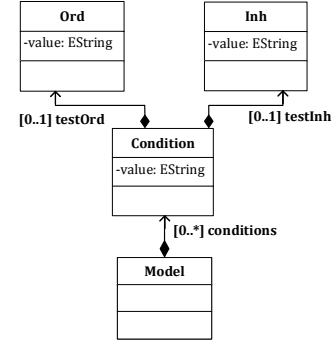 Ord
-value: EString
Inh
-value: EString
[0..1] testOrd
[0..1] testInh
Condition
-value: EString
[0..*] conditions
Model